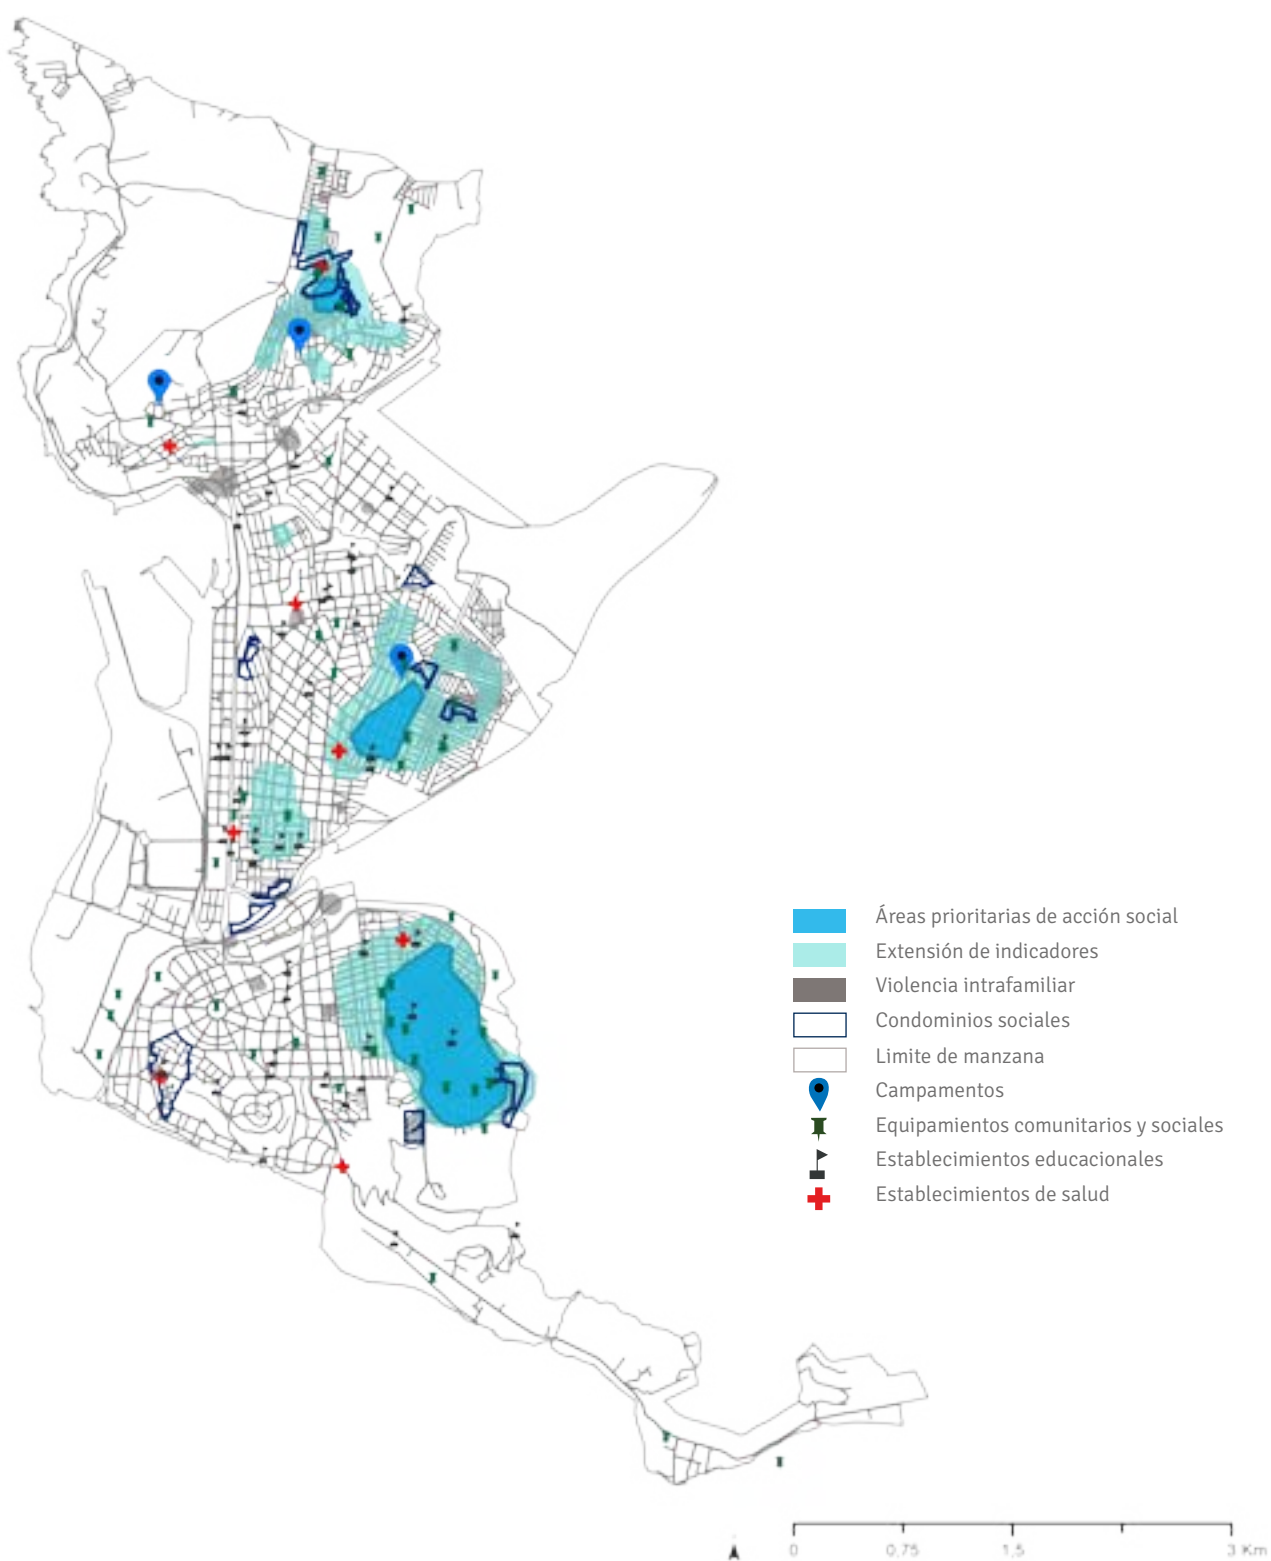 Áreas prioritarias de acción social
Extensión de indicadores
Violencia intrafamiliar
Condominios sociales
Limite de manzana
Campamentos
Equipamientos comunitarios y sociales
Establecimientos educacionales
Establecimientos de salud
0 0,75 1,5 3 Km